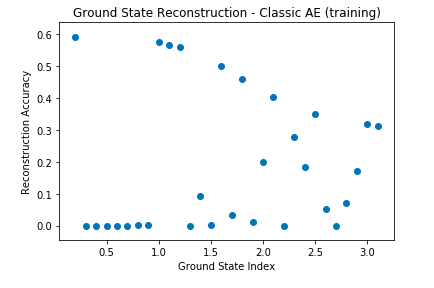 Ground State Reconstruction - Classic AE (training)
Reconstruction Accuracy
0.6
0.5
0.4
0.3
0.2
0.1
0.0
0.5 1.0 1.5 2.0 2.5 3.0
Ground State Index